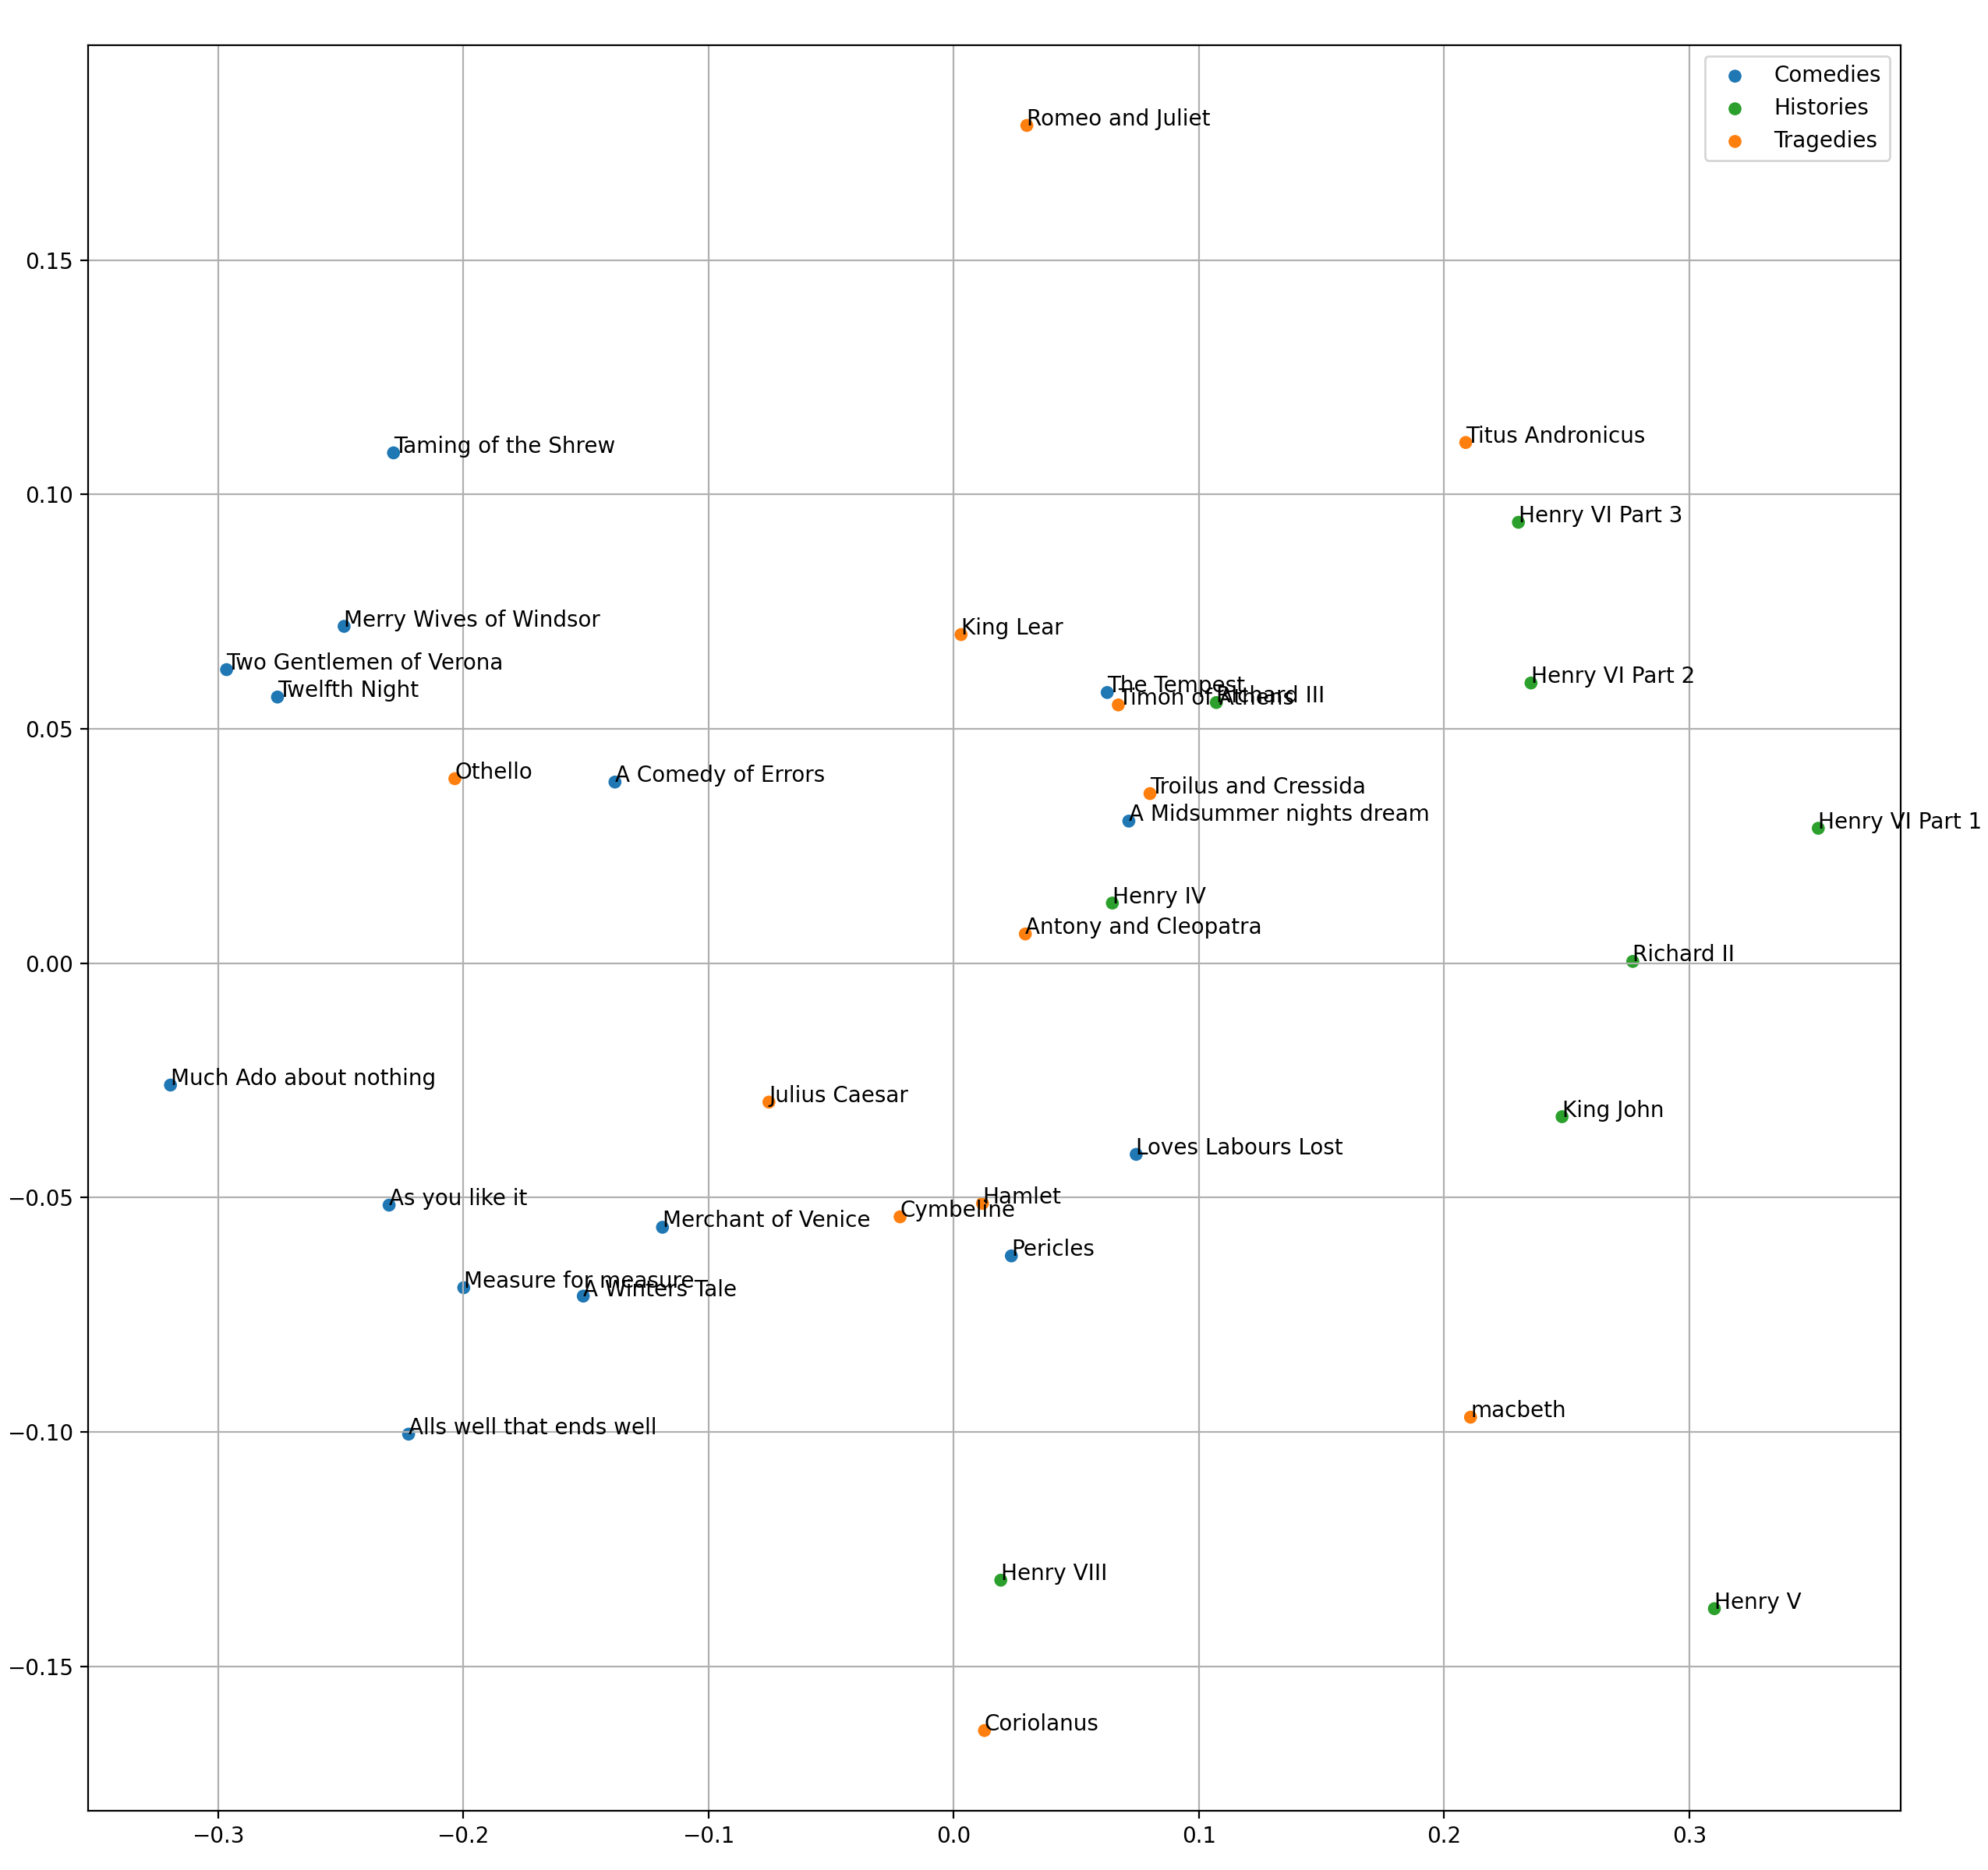 Comedies
Histories
Tragedies
Romeo and Juliet
0.15
Taming of the Shrew
Titus Andronicus
0.10
Henry VI Part 3
Merry Wives of Windsor
King Lear
Two Gentlemen of Verona
Henry VI Part 2
The Tempest
Twelfth Night
Timon of Athens
Richard III
0.05
Othello
A Comedy of Errors
Troilus and Cressida
A Midsummer nights dream
Henry VI Part 1
Henry IV
Antony and Cleopatra
Richard II
0.00
Much Ado about nothing
Julius Caesar
King John
Loves Labours Lost
Hamlet
−0.05
As you like it
Cymbeline
Merchant of Venice
Pericles
Measure for measure
A Winters Tale
macbeth
Alls well that ends well
−0.10
Henry VIII
Henry V
−0.15
Coriolanus
−0.3 −0.2 −0.1 0.0 0.1 0.2 0.3